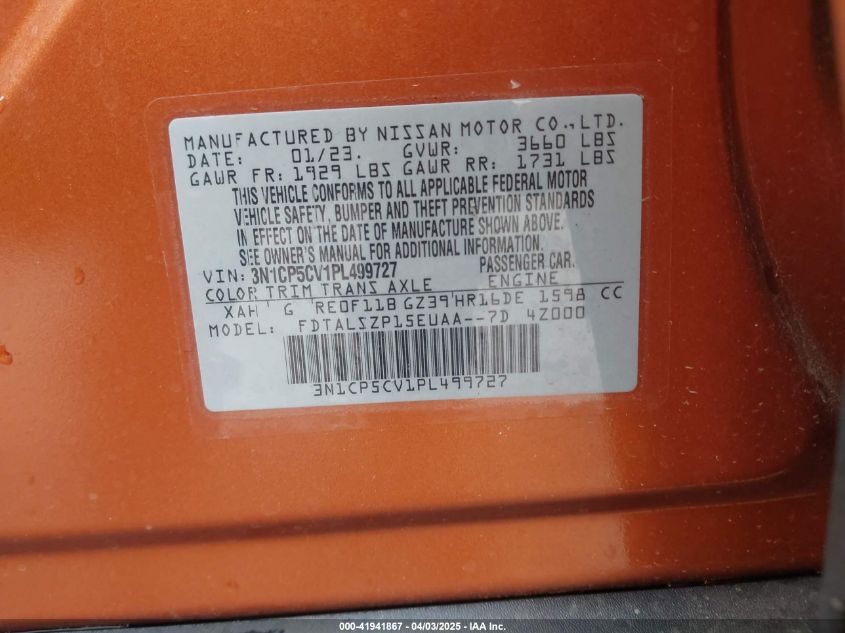 MANUFACTURED BY NISSAN MOTOR CO., LTD.
DATE: 01/23. GVWR: 3660 LBS
GAWR FR: 1929 LBS GAWR RR: 1731 LBS
THIS VEHICLE CONFORMS TO ALL APPLICABLE FEDERAL MOTOR
VEHICLE SAFETY, BUMPER AND THEFT PREVENTION STANDARDS
IN EFFECT ON THE DATE OF MANUFACTURE SHOWN ABOVE.
SEE OWNER'S MANUAL FOR ADDITIONAL INFORMATION.
VIN: 3N1CP5CV1PL499727 PASSENGER CAR.
COLOR TRIM TRANS AXLE ENGINE
XAH G RE0F11B GZ39 HR16DE 1598 CC
MODEL: FDTALSZP15EUAA--7D 4Z000
3N1CP5CV1PL499727
000-41941867 - 04/03/2025 - IAA Inc.